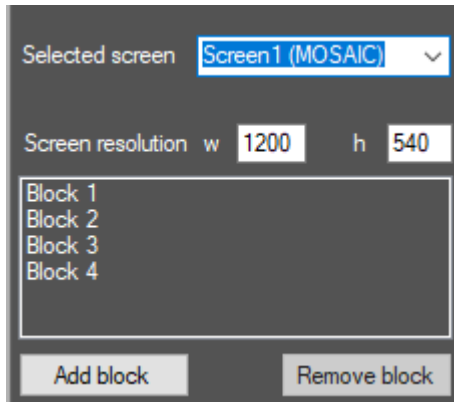 Selected screen Screen1 (MOSAIC)
Screen resolution w 1200 h 540
Block 1
Block 2
Block 3
Block 4
Add block Remove block